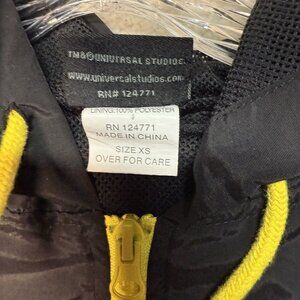 TM&©UNIVERSAL STUDIOS
www.universalstudios.com
RN# 124771
LINING:100% POLYESTER
RN 124771
MADE IN CHINA
SIZE XS
OVER FOR CARE